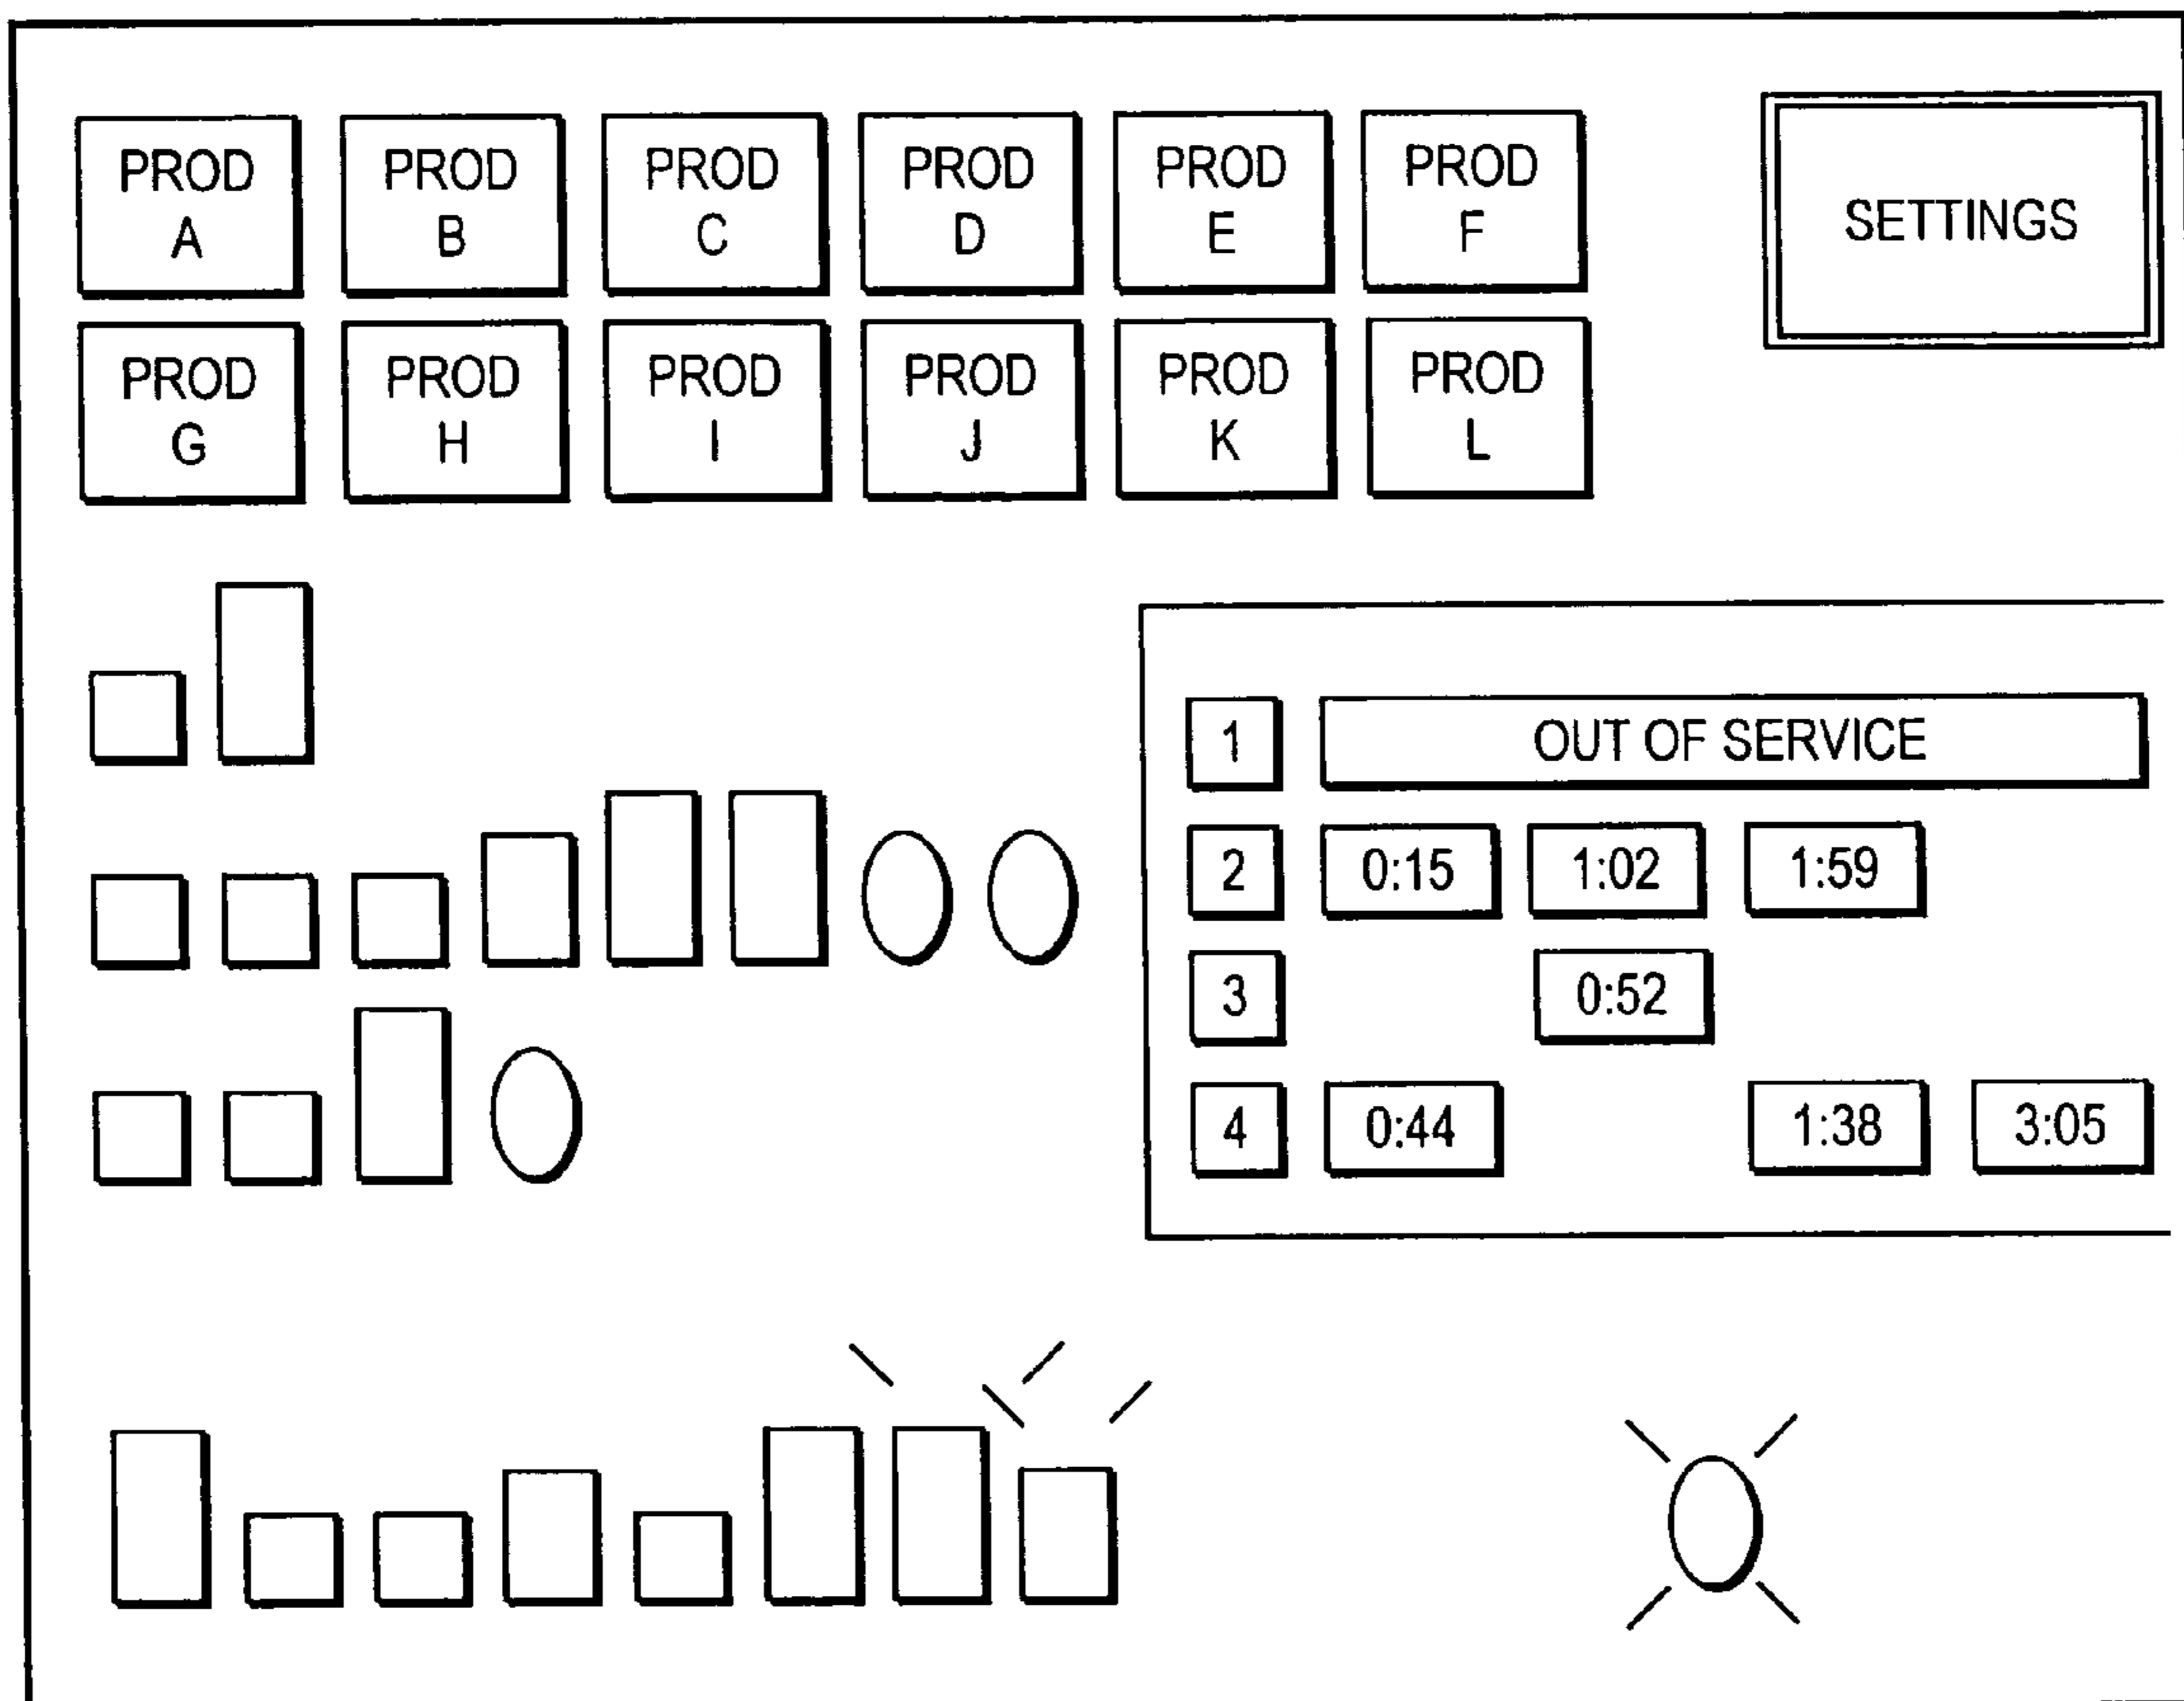 PROD
A
PROD
B
PROD
C
PROD
D
PROD
E
PROD
F
SETTINGS
PROD
G
PROD
H
PROD
I
PROD
J
PROD
K
PROD
L
1 OUT OF SERVICE
2 0:15 1:02 1:59
3 0:52
4 0:44 1:38 3:05